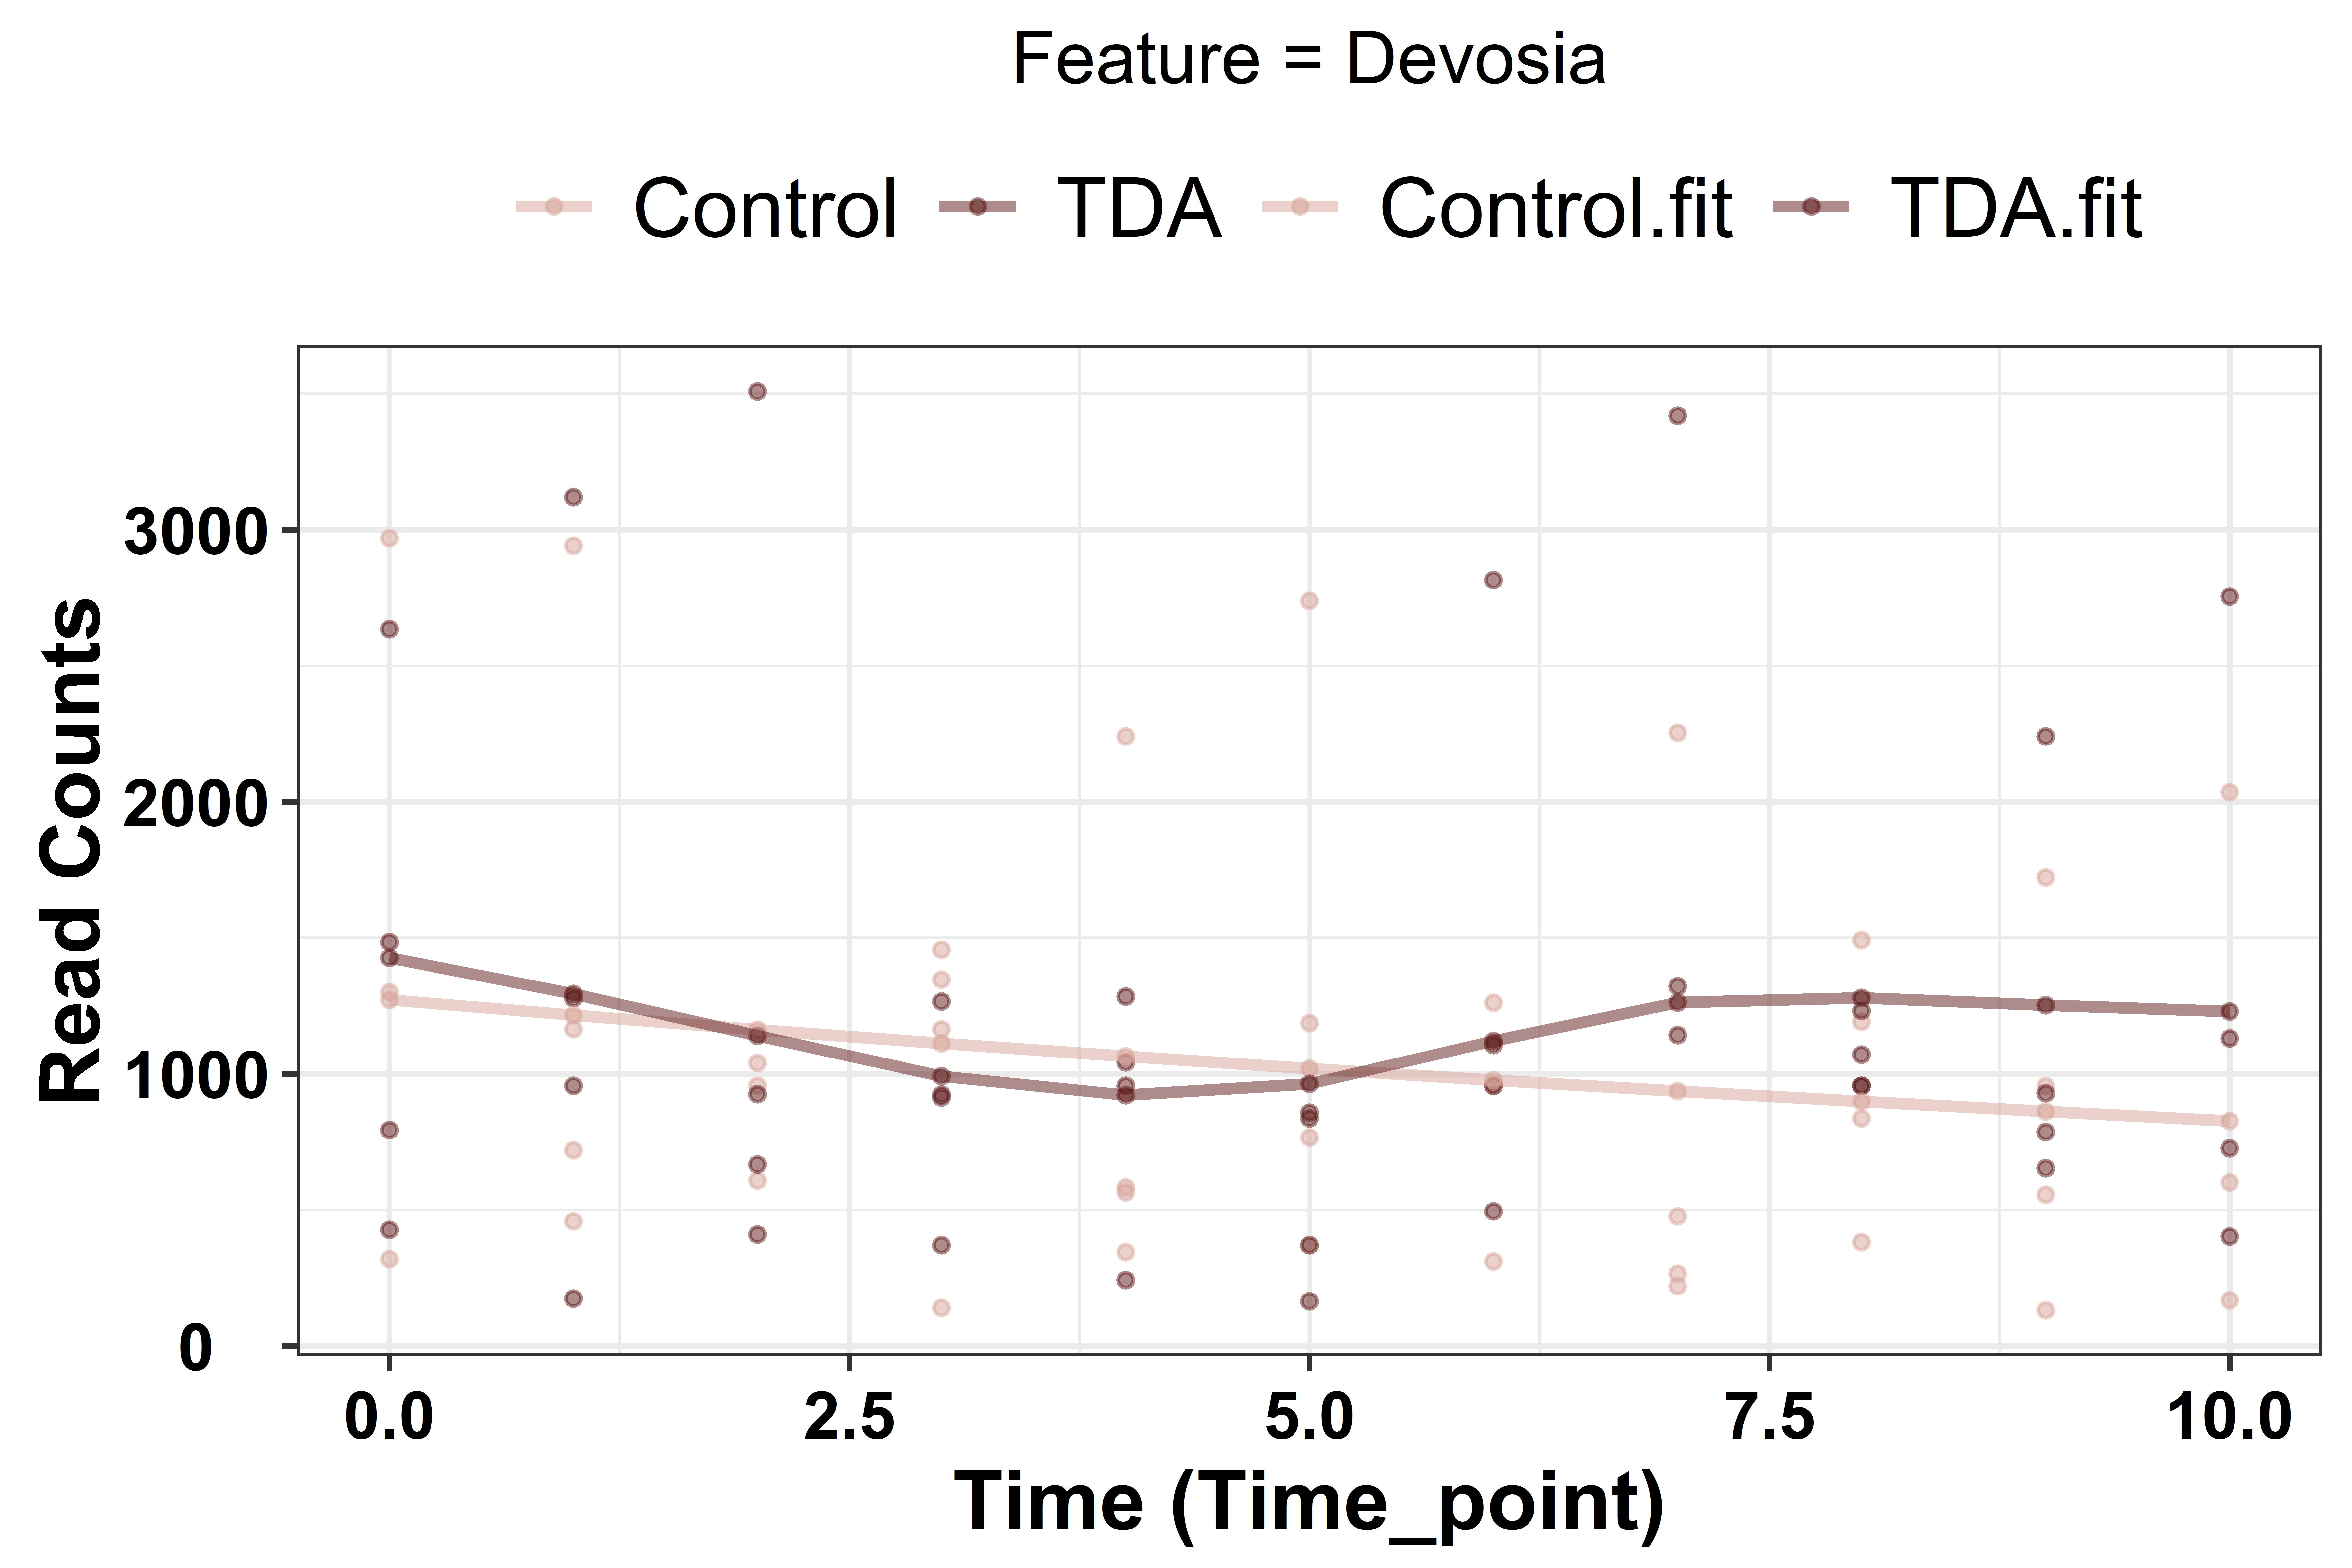 Feature = Devosia
Control TDA Control.fit TDA.fit
Read Counts
3000
2000
1000
0
0.0 2.5 5.0 7.5 10.0
Time (Time_point)